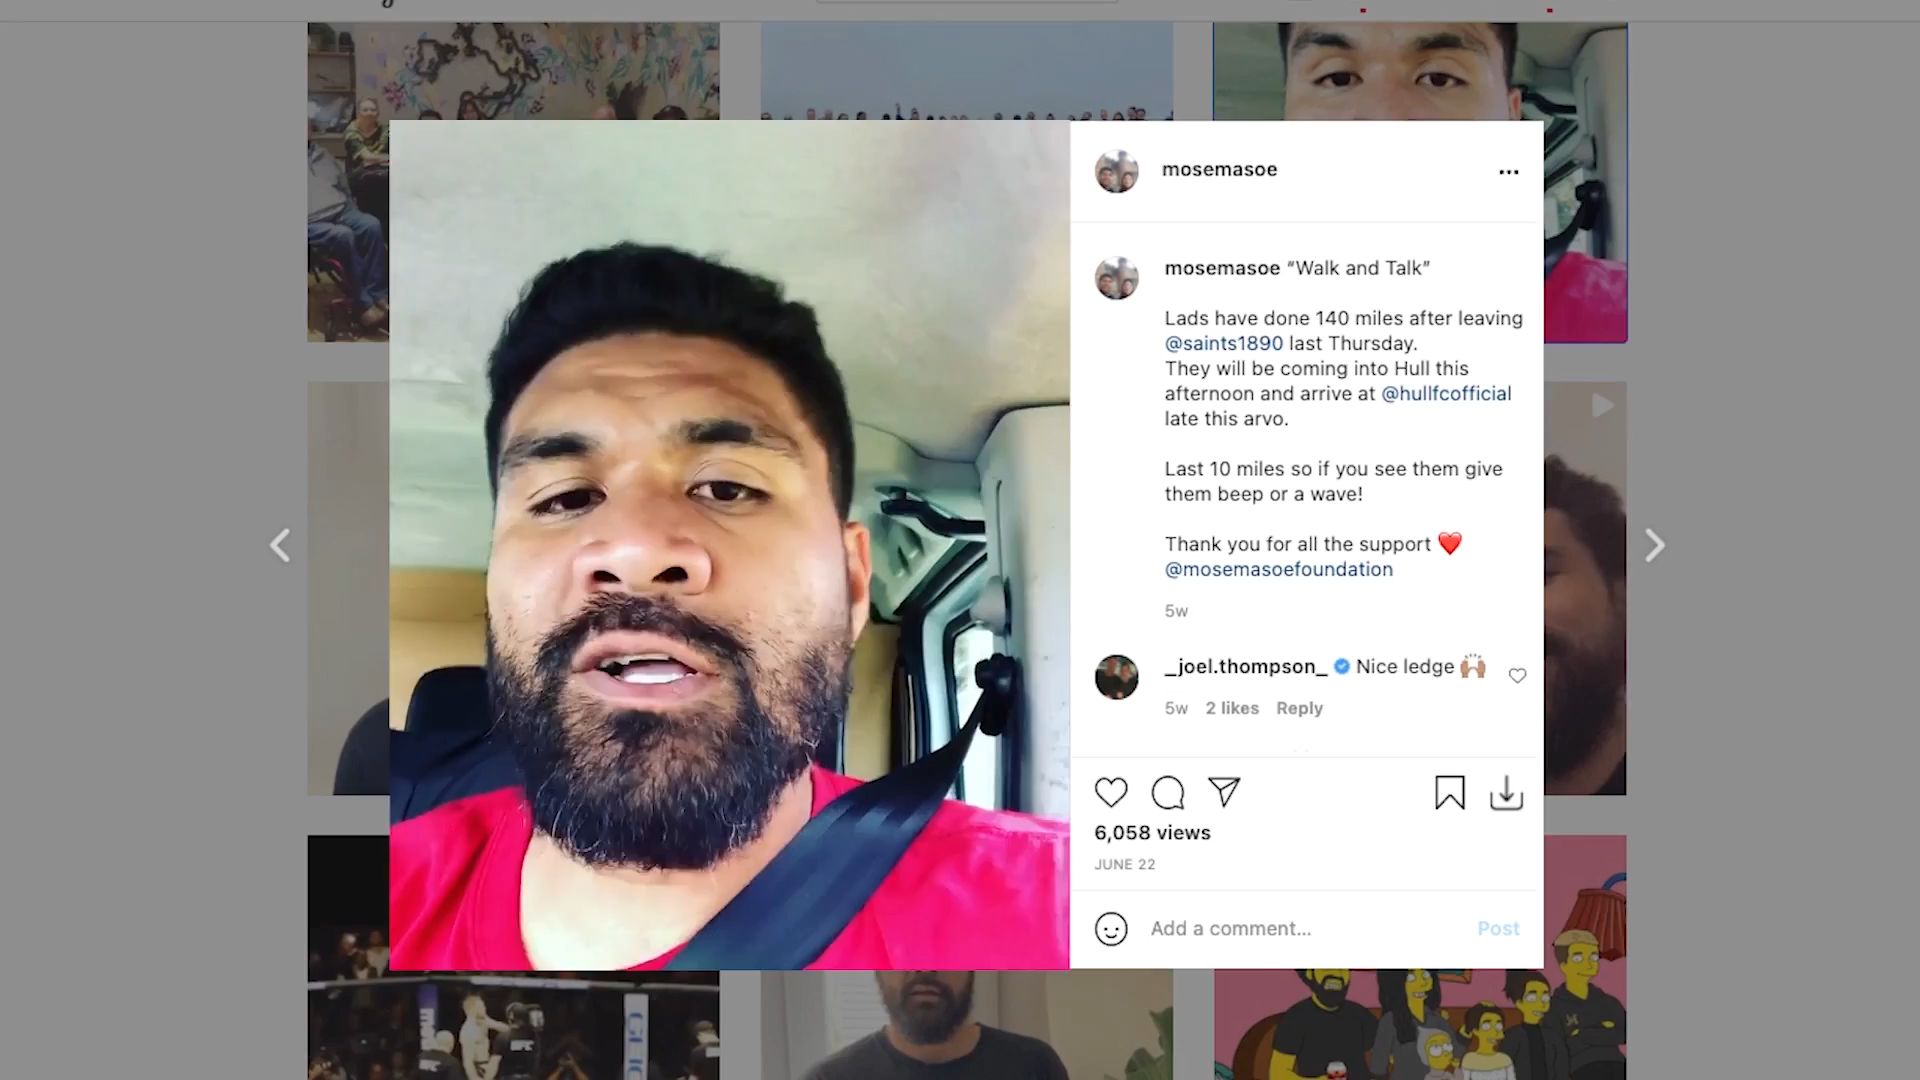 mosemasoe
mosemasoe “Walk and Talk”
Lads have done 140 miles after leaving
@saints1890 last Thursday.
They will be coming into Hull this
afternoon and arrive at @hullfcofficial
late this arvo.
Last 10 miles so if you see them give
them beep or a wave!
Thank you for all the support ❤️
@mosemasoefoundation
5w
_joel.thompson_ Nice ledge 🙌🏽
5w 2 likes Reply
6,058 views
JUNE 22
Add a comment... Post